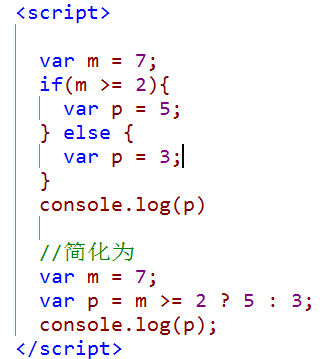 <script>
var m = 7;
if(m >= 2){
var p = 5;
} else {
var p = 3;
}
console.log(p)
//简化为
var m = 7;
var p = m >= 2 ? 5 : 3;
console.log(p);
</script>